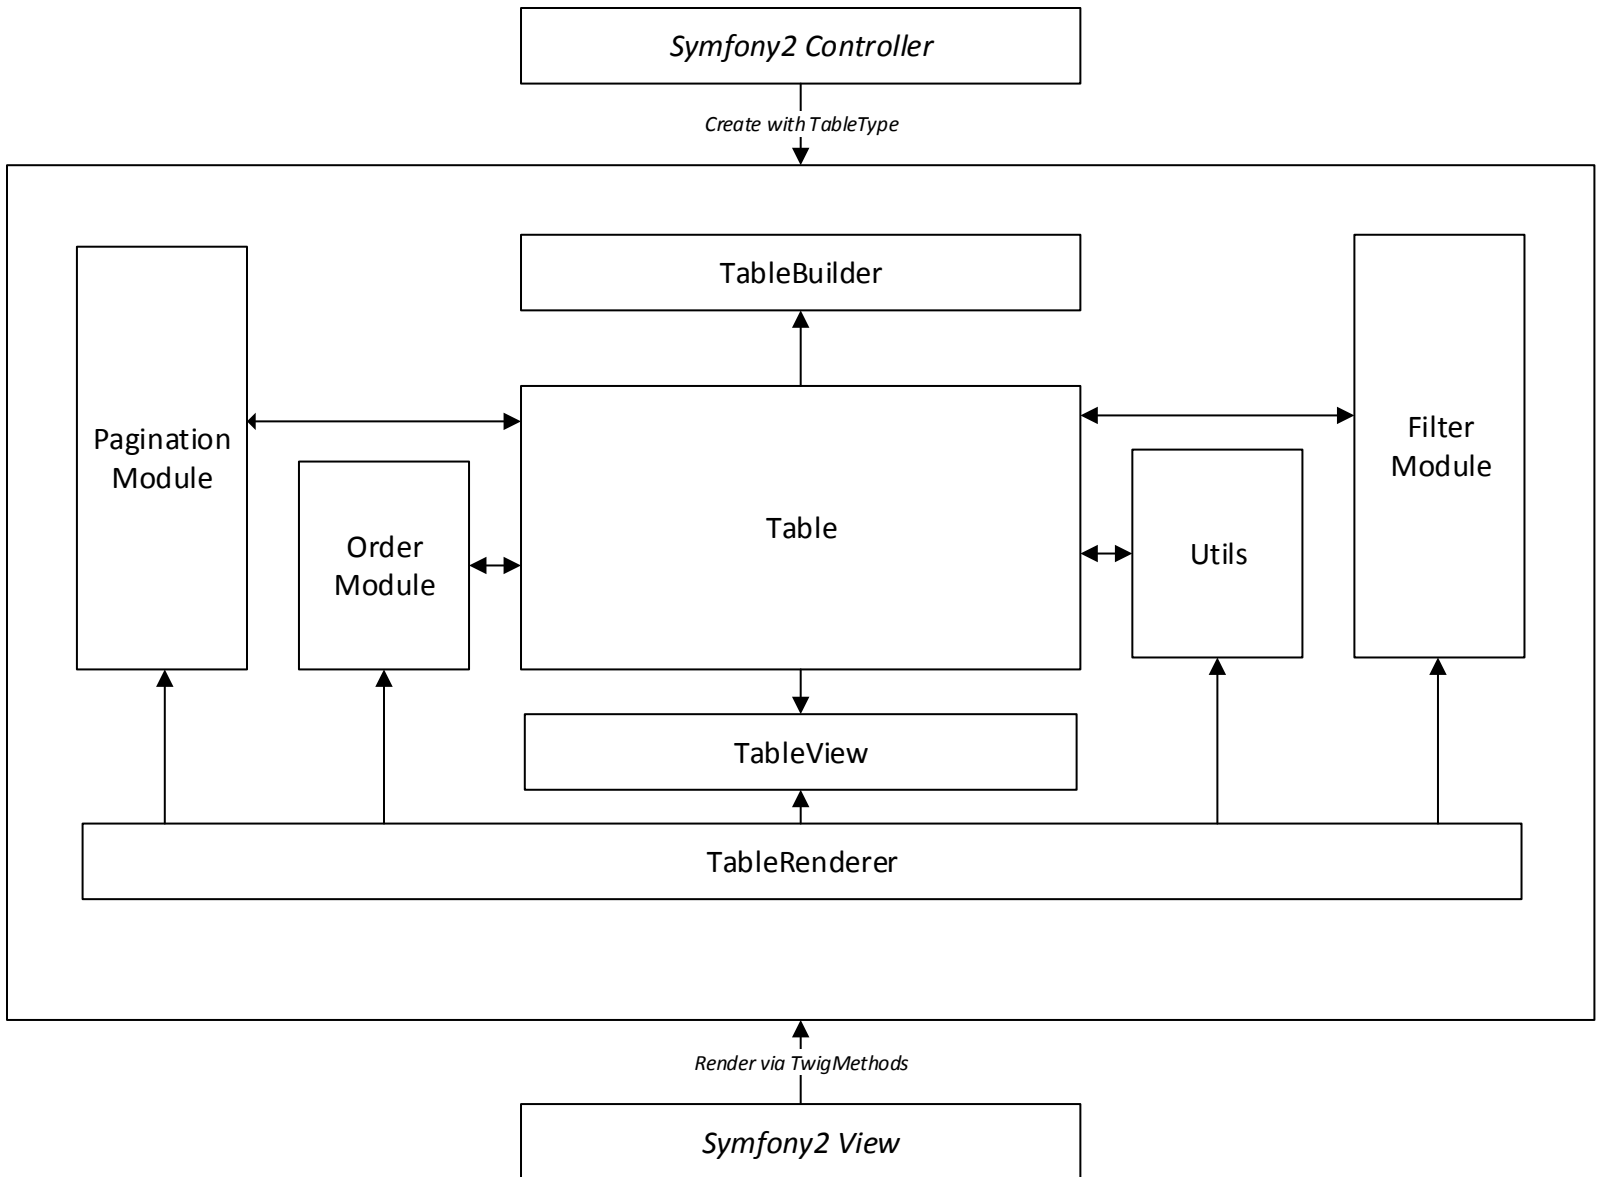 Symfony2 Controller
Create with TableType
TableBuilder
Pagination
Module
Order
Module
Table
Utils
Filter
Module
TableView
TableRenderer
Render via TwigMethods
Symfony2 View